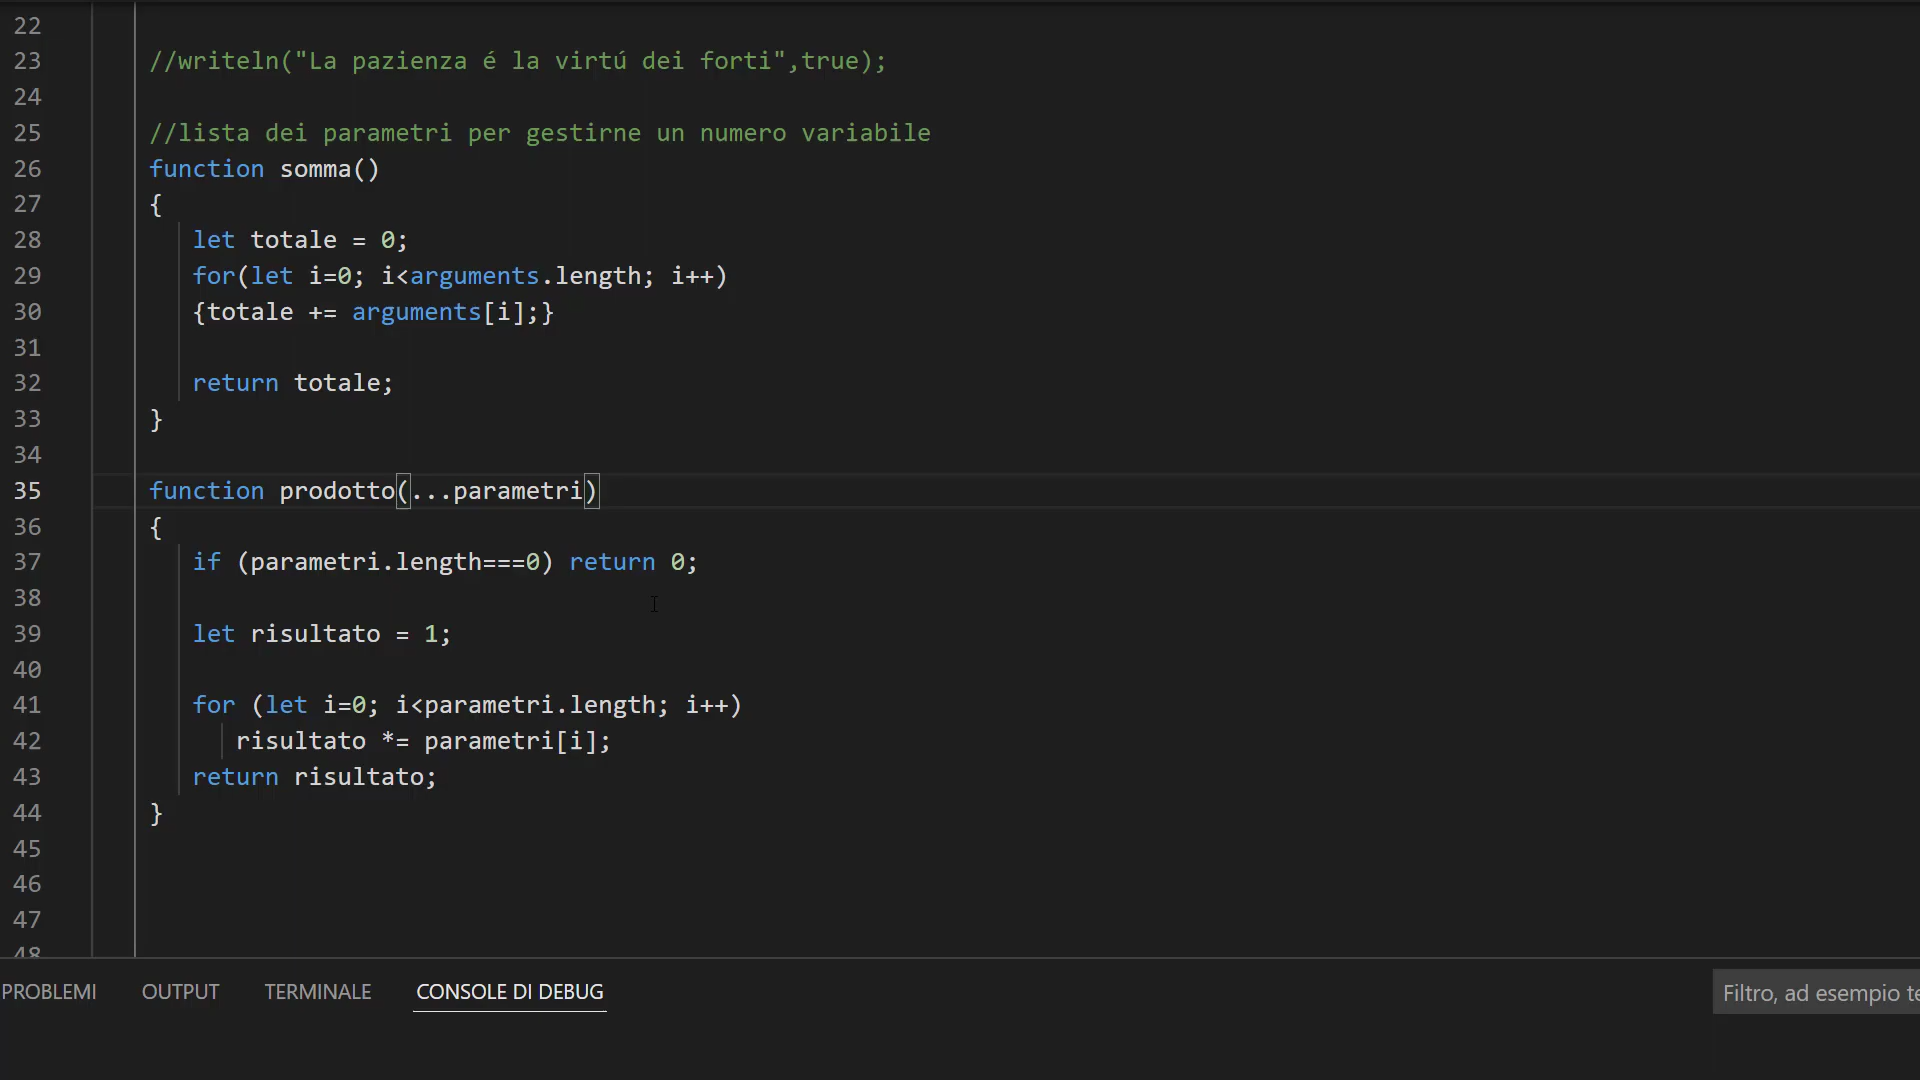 22
23 //writeln("La pazienza é la virtú dei forti",true);
24
25 //lista dei parametri per gestirne un numero variabile
26 function somma()
27 {
28 let totale = 0;
29 for(let i=0; i<arguments.length; i++)
30 {totale += arguments[i];}
31
32 return totale;
33 }
34
35 function prodotto(...parametri)
36 {
37 if (parametri.length===0) return 0;
38
39 let risultato = 1;
40
41 for (let i=0; i<parametri.length; i++)
42 risultato *= parametri[i];
43 return risultato;
44 }
45
46
47
48
PROBLEMI OUTPUT TERMINALE CONSOLE DI DEBUG Filtro, ad esempio te